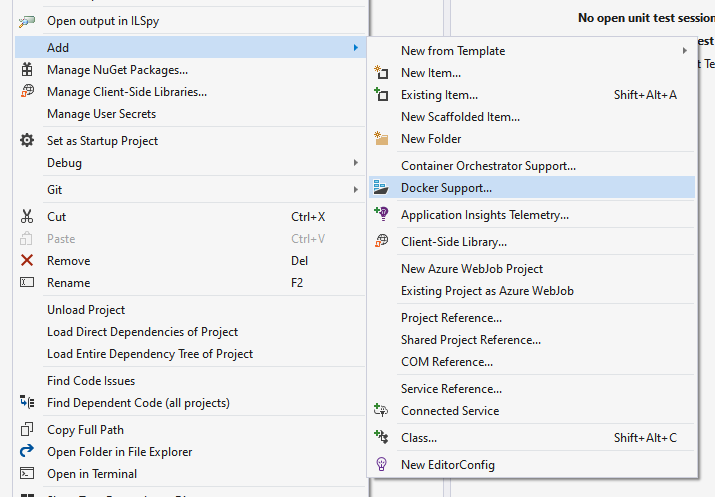 Open output in ILSpy
Add
Manage NuGet Packages...
Manage Client-Side Libraries...
Manage User Secrets
Set as Startup Project
Debug
Git
Cut Ctrl+X
Paste Ctrl+V
Remove Del
Rename F2
Unload Project
Load Direct Dependencies of Project
Load Entire Dependency Tree of Project
Find Code Issues
Find Dependent Code (all projects)
Copy Full Path
Open Folder in File Explorer
Open in Terminal
New from Template
New Item...
Existing Item... Shift+Alt+A
New Scaffolded Item...
New Folder
Container Orchestrator Support...
Docker Support...
Application Insights Telemetry...
Client-Side Library...
New Azure WebJob Project
Existing Project as Azure WebJob
Project Reference...
Shared Project Reference...
COM Reference...
Service Reference...
Connected Service
Class... Shift+Alt+C
New EditorConfig
No open unit test session